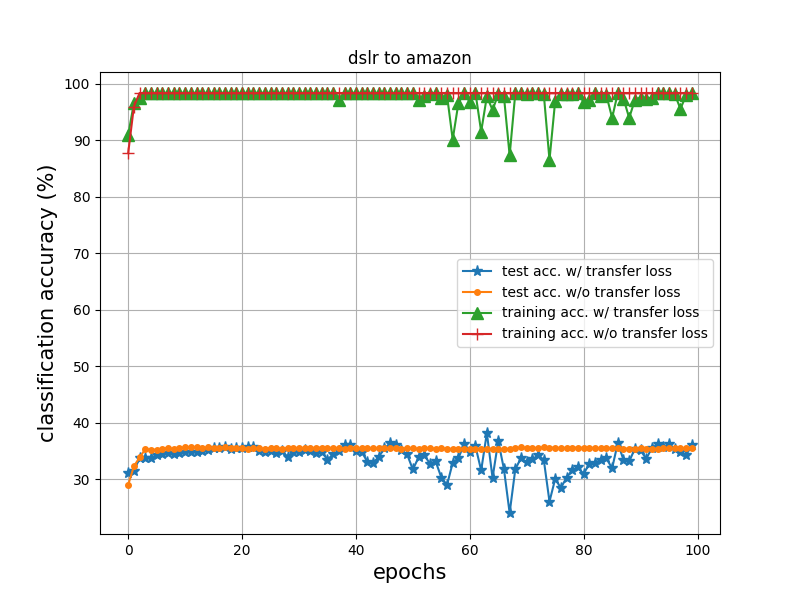 dslr to amazon
classification accuracy (%)
100
90
80
70
60
50
40
30
test acc. w/ transfer loss
test acc. w/o transfer loss
training acc. w/ transfer loss
training acc. w/o transfer loss
0 20 40 60 80 100
epochs